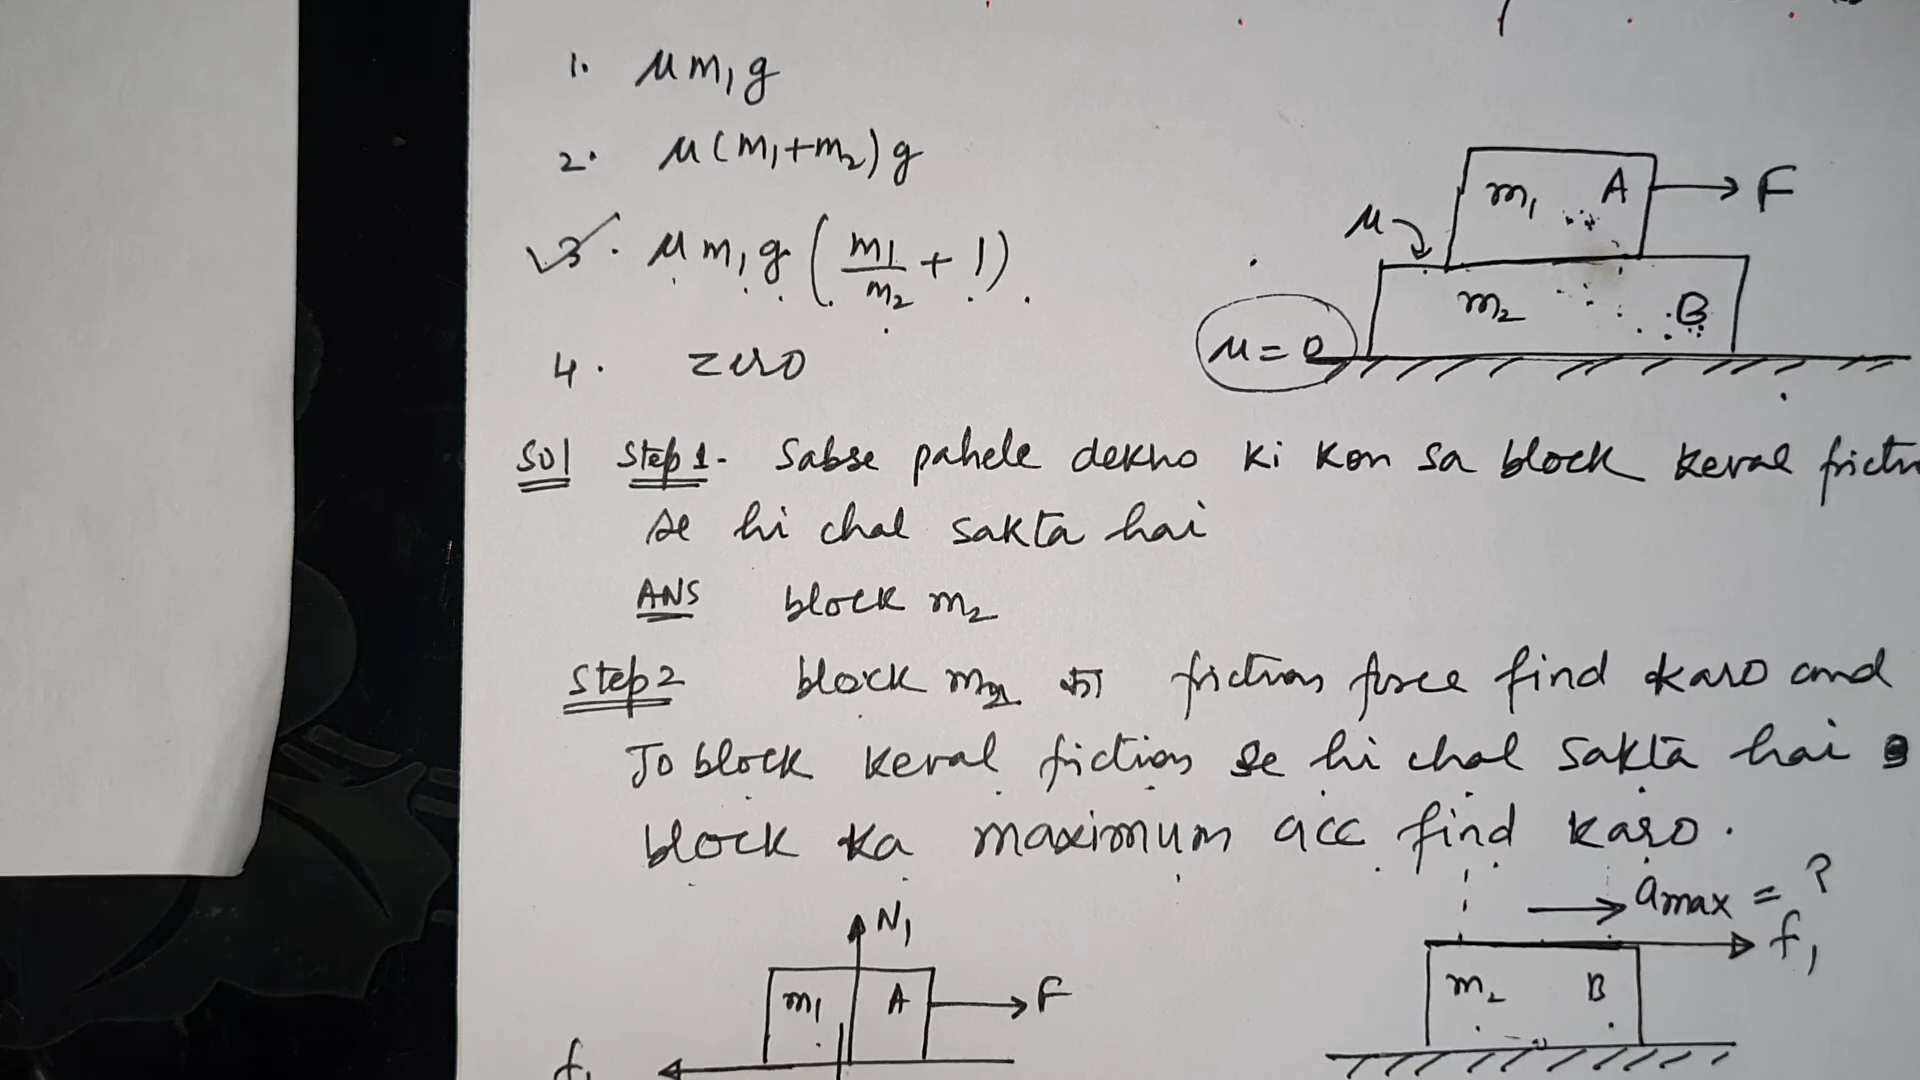 1. μm₁g
2. μ(m₁+m₂)g
3. μm₁g(m₁/m₂ + 1)
4. zero
m₁ A → F
μ
m₂ B
μ=0
Sol Step 1- Sabse pahele dekho ki kon sa block keval
se hi chal sakta hai
ANS block m₂
Step 2 block m₂ का friction force find karo and
Jo block keval friction se hi chal sakta hai
block ka maximum acc find karo.
N₁
m₁ A → F
f₁
→ amax = ?
f₁
m₂ B